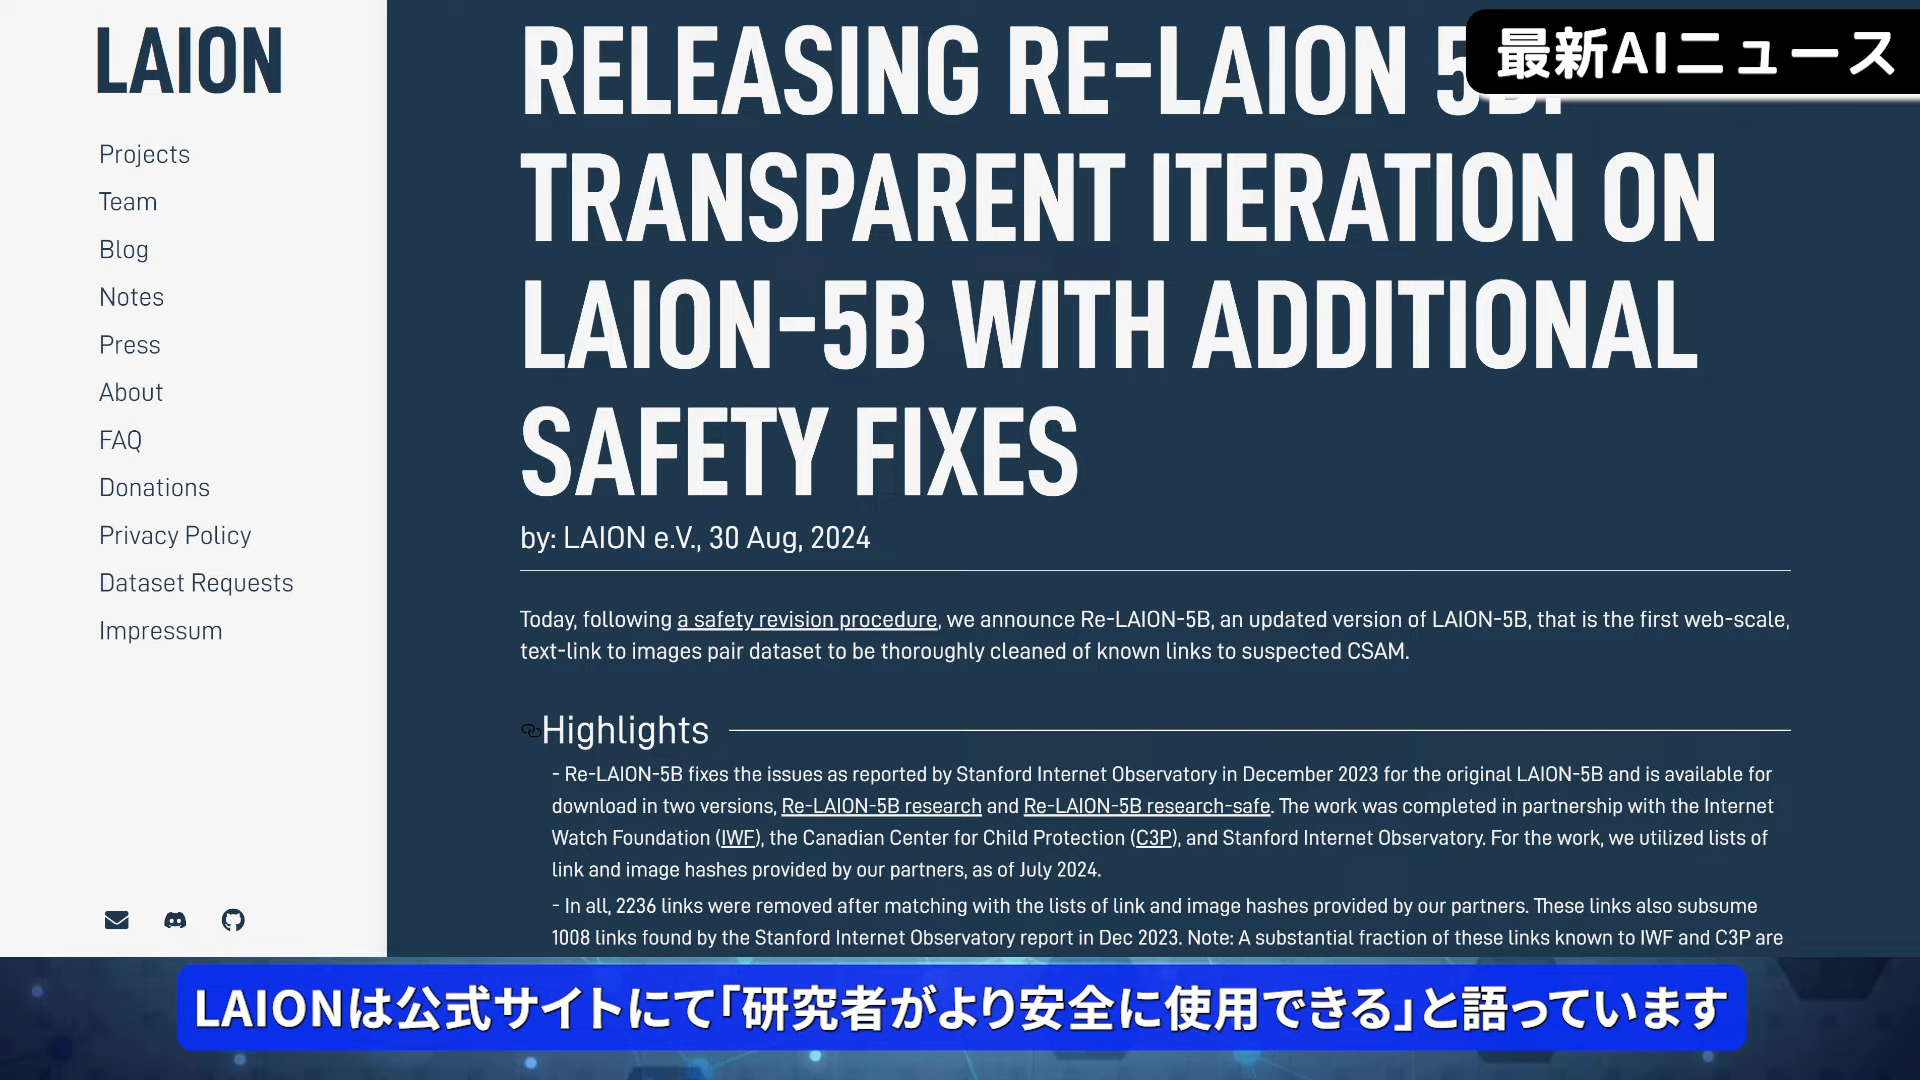 LAION
Projects
Team
Blog
Notes
Press
About
FAQ
Donations
Privacy Policy
Dataset Requests
Impressum
最新AIニュース
RELEASING RE-LAION 5B:
TRANSPARENT ITERATION ON
LAION-5B WITH ADDITIONAL
SAFETY FIXES
by: LAION e.V., 30 Aug, 2024
Today, following a safety revision procedure, we announce Re-LAION-5B, an updated version of LAION-5B, that is the first web-scale,
text-link to images pair dataset to be thoroughly cleaned of known links to suspected CSAM.
Highlights
- Re-LAION-5B fixes the issues as reported by Stanford Internet Observatory in December 2023 for the original LAION-5B and is available for
download in two versions, Re-LAION-5B research and Re-LAION-5B research-safe. The work was completed in partnership with the Internet
Watch Foundation (IWF), the Canadian Center for Child Protection (C3P), and Stanford Internet Observatory. For the work, we utilized lists of
link and image hashes provided by our partners, as of July 2024.
- In all, 2236 links were removed after matching with the lists of link and image hashes provided by our partners. These links also subsume
1008 links found by the Stanford Internet Observatory report in Dec 2023. Note: A substantial fraction of these links known to IWF and C3P are
LAIONは公式サイトにて「研究者がより安全に使用できる」と語っています